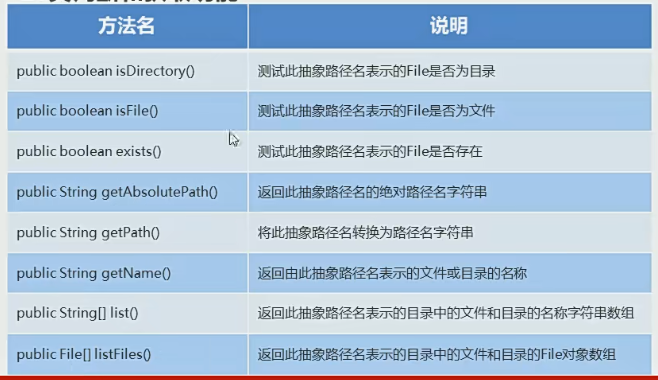 方法名 说明
public boolean isDirectory() 测试此抽象路径名表示的File是否为目录
public boolean isFile() 测试此抽象路径名表示的File是否为文件
public boolean exists() 测试此抽象路径名表示的File是否存在
public String getAbsolutePath() 返回此抽象路径名的绝对路径名字符串
public String getPath() 将此抽象路径名转换为路径名字符串
public String getName() 返回由此抽象路径名表示的文件或目录的名称
public String[] list() 返回此抽象路径名表示的目录中的文件和目录的名称字符串数组
public File[] listFiles() 返回此抽象路径名表示的目录中的文件和目录的File对象数组